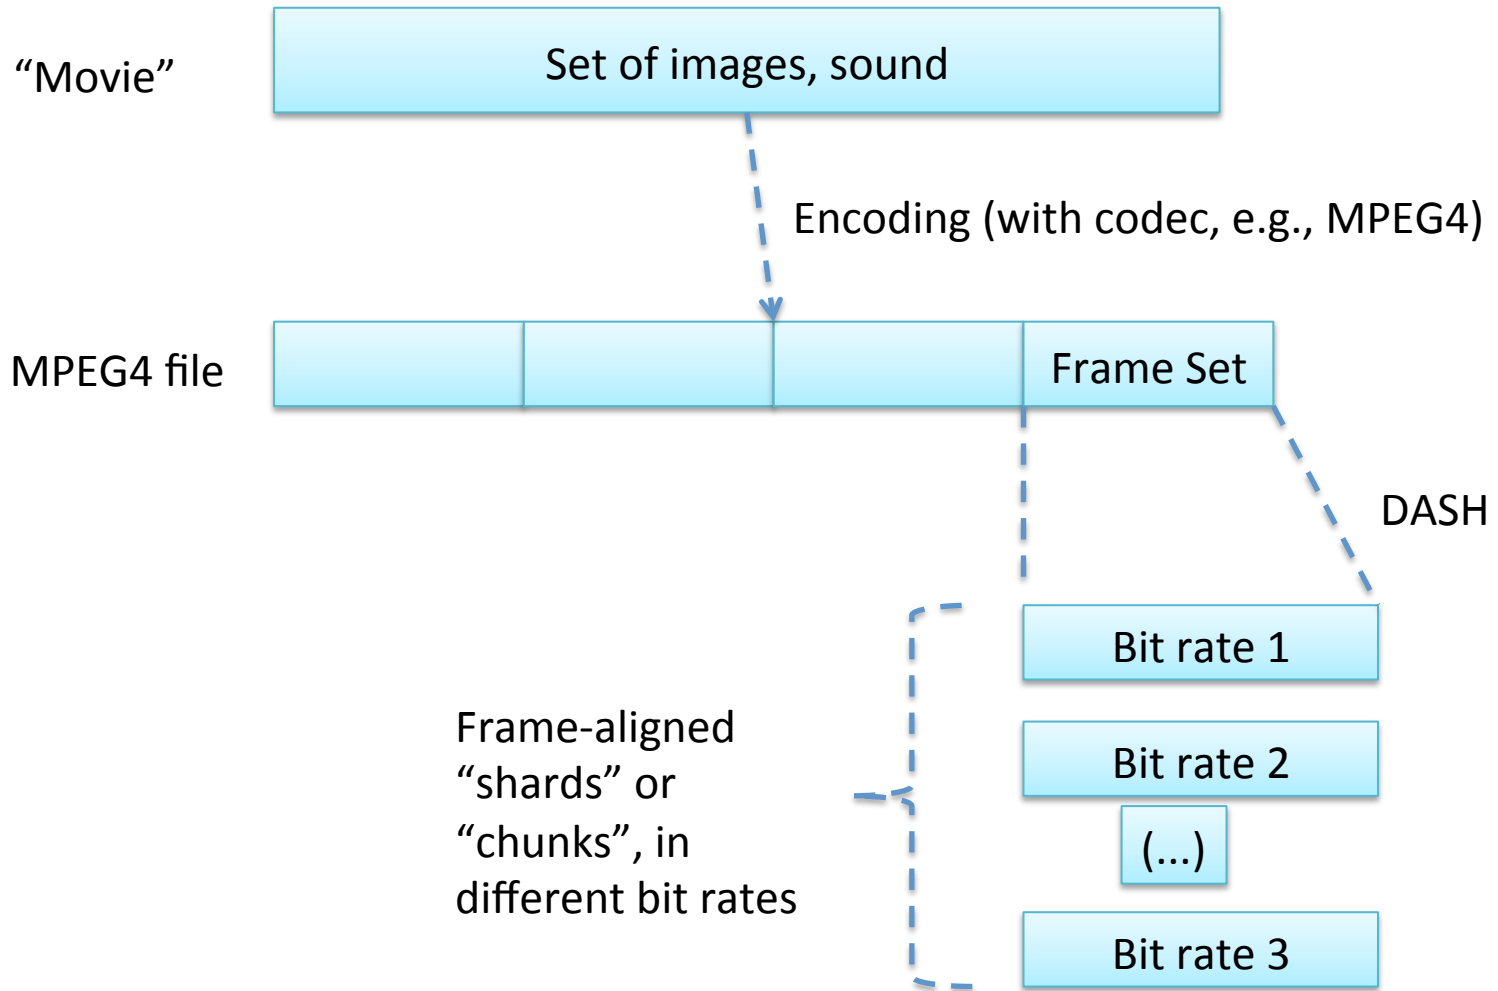 “Movie”
Set of images, sound
Encoding (with codec, e.g., MPEG4)
MPEG4 file
Frame Set
DASH
Bit rate 1
Frame-aligned
“shards” or
“chunks”, in
different bit rates
Bit rate 2
(...)
Bit rate 3